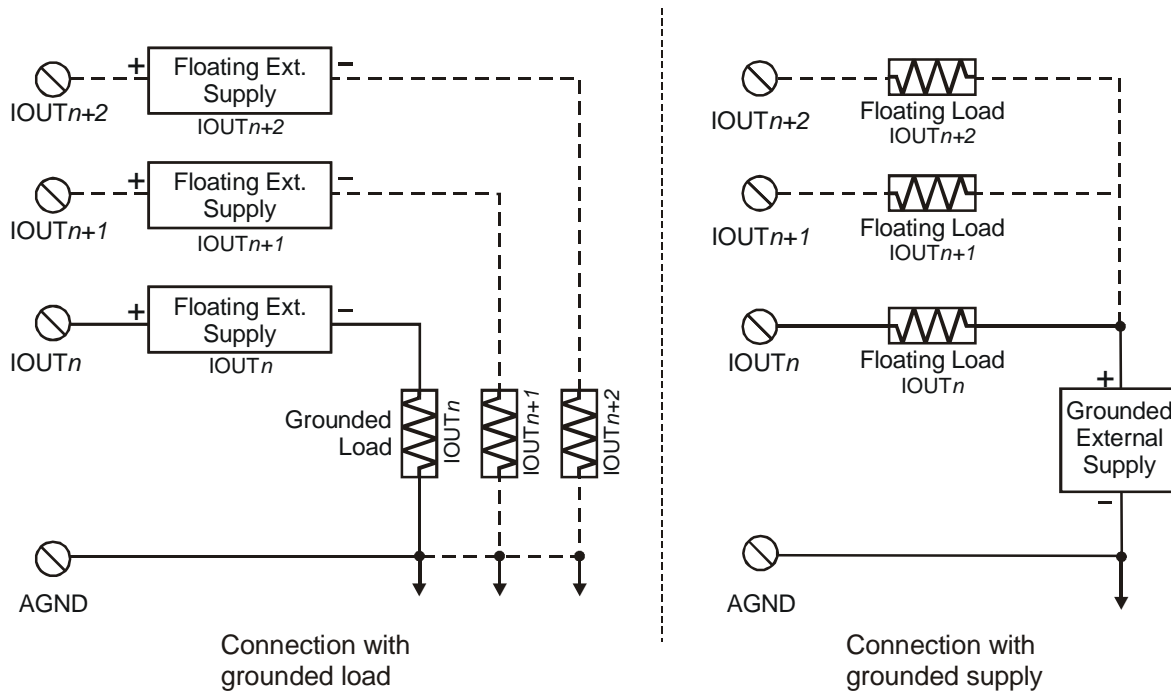 +
Floating Ext.
Supply
−
IOUTn+2
IOUTn+2
+
Floating Ext.
Supply
−
IOUTn+1
IOUTn+1
+
Floating Ext.
Supply
−
IOUTn
IOUTn
Grounded
Load
IOUTn
IOUTn+1
IOUTn+2
AGND
Connection with
grounded load
IOUTn+2
Floating Load
IOUTn+2
IOUTn+1
Floating Load
IOUTn+1
IOUTn
Floating Load
IOUTn
+
Grounded
External
Supply
−
AGND
Connection with
grounded supply